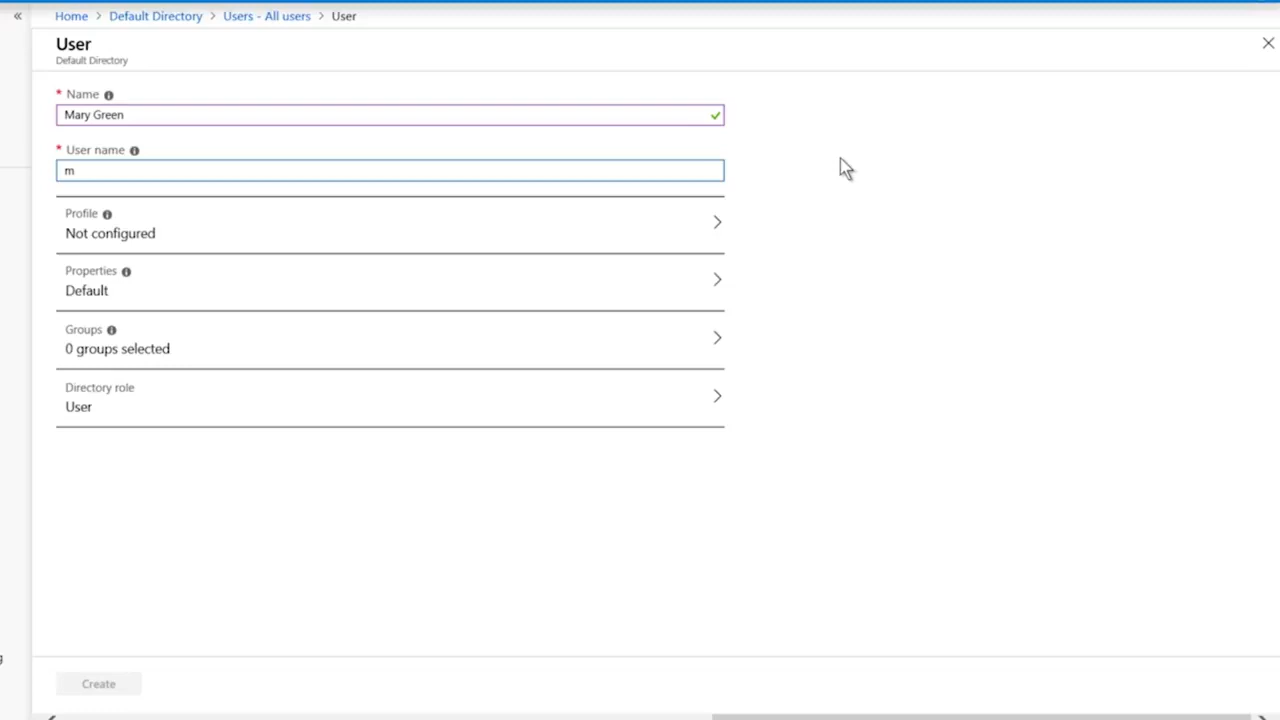 « Home > Default Directory > Users - All users > User
User
Default Directory
* Name
Mary Green
* User name
m
Profile
Not configured
Properties
Default
Groups
0 groups selected
Directory role
User
g
Create